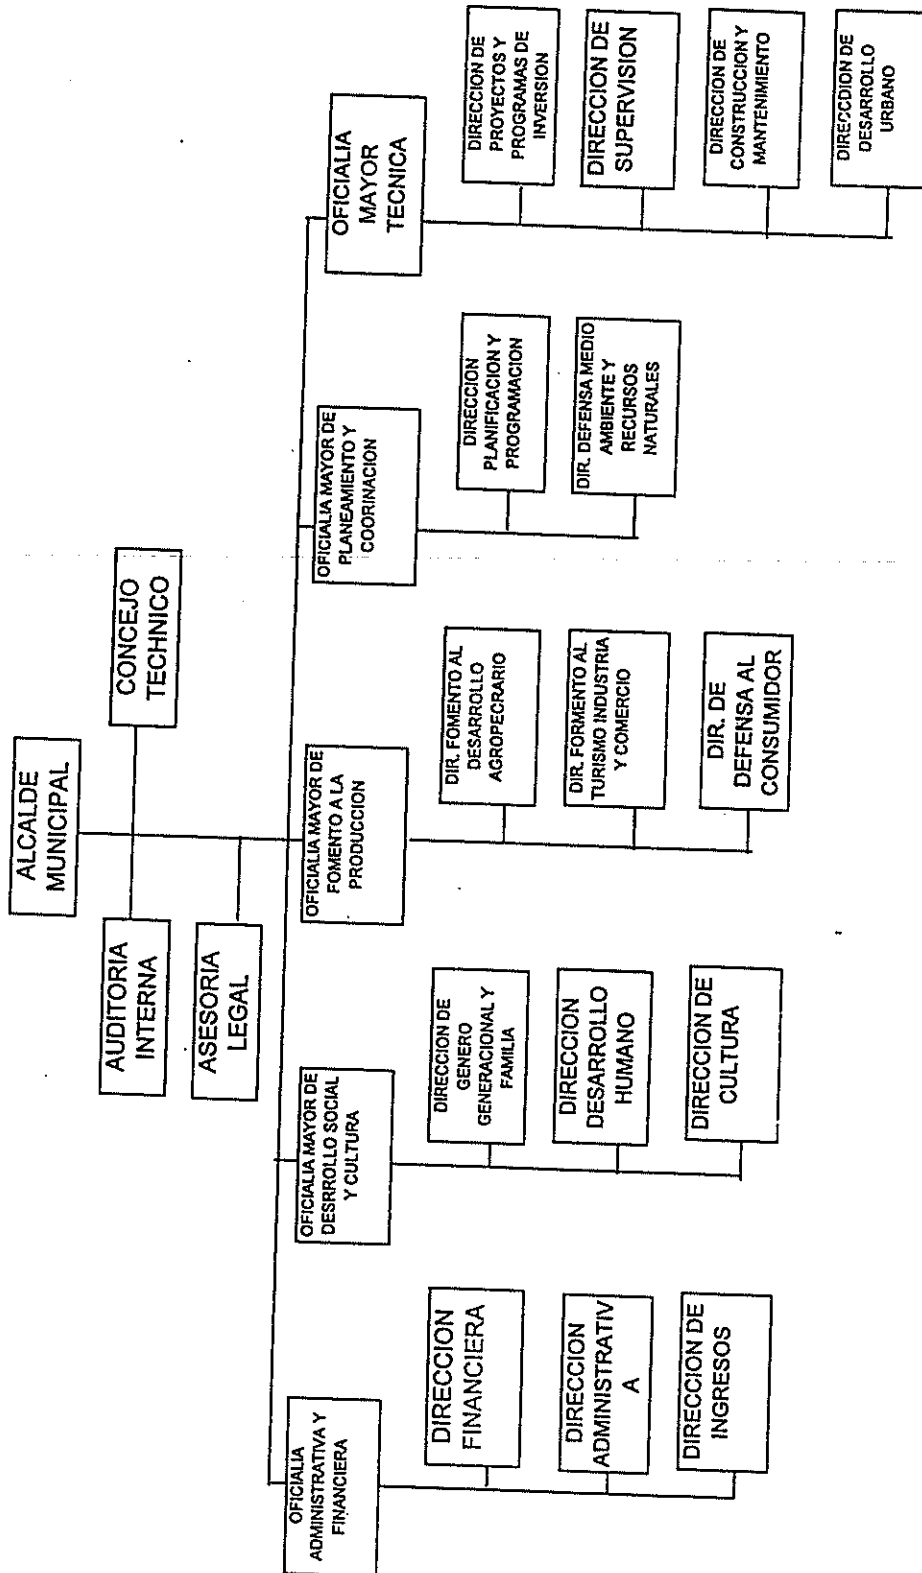 ALCALDE
MUNICIPAL
AUDITORIA
INTERNA
CONCEJO
TECHNICO
ASESORIA
LEGAL
OFICIALIA
ADMINISTRATIVA Y
FINANCIERA
DIRECCION
FINANCIERA
DIRECCION
ADMINISTRATIV
A
DIRECCION DE
INGRESOS
OFICIALIA MAYOR DE
DESRROLLO SOCIAL
Y CULTURA
DIRECCION DE
GENERO
GENERACIONAL Y
FAMILIA
DIRECCION
DESARROLLO
HUMANO
DIRECCION DE
CULTURA
OFICIALIA MAYOR DE
FOMENTO A LA
PRODUCCION
DIR. FOMENTO AL
DESARROLLO
AGROPECRARIO
DIR. FORMENTO AL
TURISMO INDUSTRIA
Y COMERCIO
DIR. DE
DEFENSA AL
CONSUMIDOR
OFICIALIA MAYOR DE
PLANEAMIENTO Y
COORINACION
DIRECCION
PLANIFICACION Y
PROGRAMACION
DIR. DEFENSA MEDIO
AMBIENTE Y
RECURSOS
NATURALES
OFICIALIA
MAYOR
TECNICA
DIRECCION DE
PROYECTOS Y
PROGRAMAS DE
INVERSION
DIRECCION DE
SUPERVISION
DIRECCION DE
CONSTRUCCION Y
MANTENIMIENTO
DIRECCDION DE
DESARROLLO
URBANO